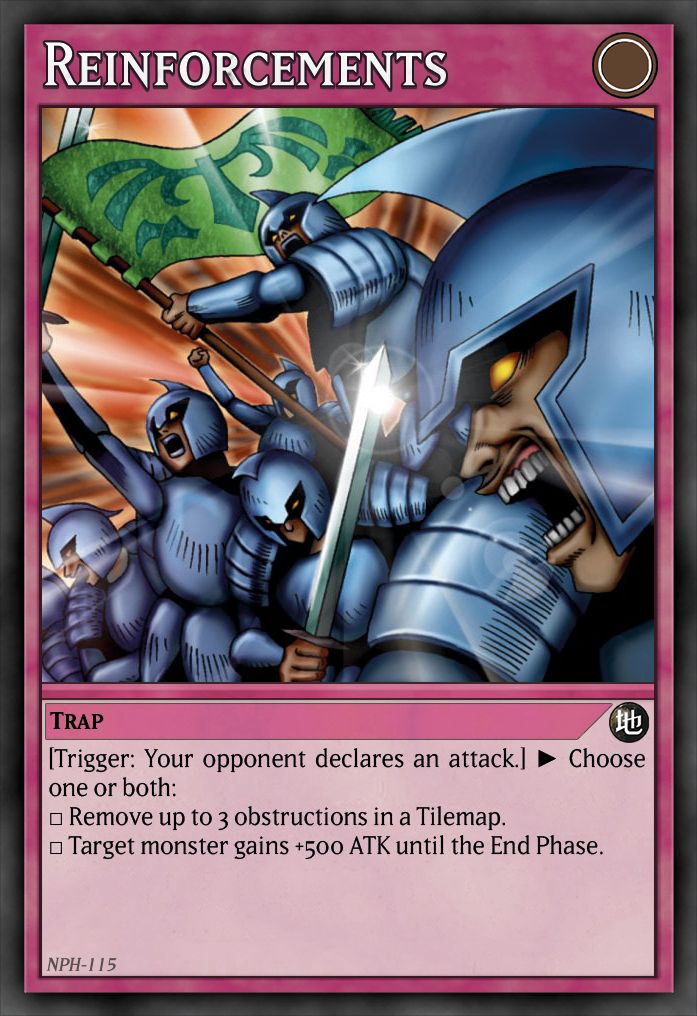 Reinforcements
Trap
[Trigger: Your opponent declares an attack.] ► Choose
one or both:
□ Remove up to 3 obstructions in a Tilemap.
□ Target monster gains +500 ATK until the End Phase.
NPH-115